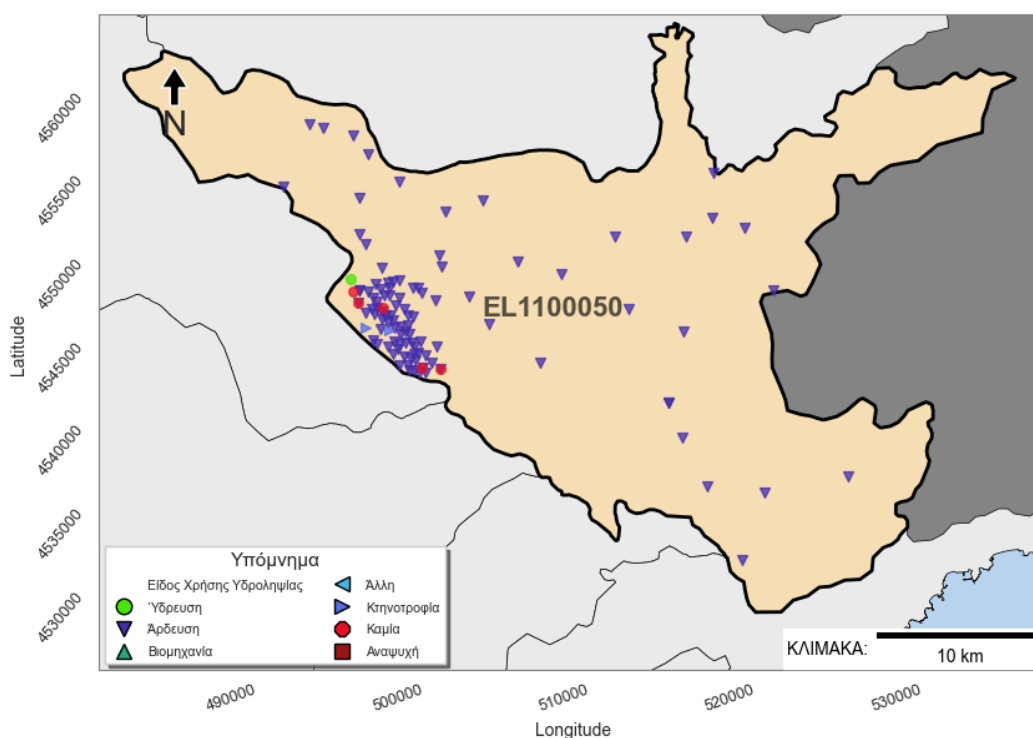 N
4560000
4555000
4550000
4545000
4540000
4535000
4530000
Latitude
EL1100050
Υπόμνημα
Είδος Χρήσης Υδροληψίας
Ύδρευση
Άρδευση
Βιομηχανία
Άλλη
Κτηνοτροφία
Καμία
Αναψυχή
ΚΛΙΜΑΚΑ:
10 km
490000
500000
510000
520000
530000
Longitude